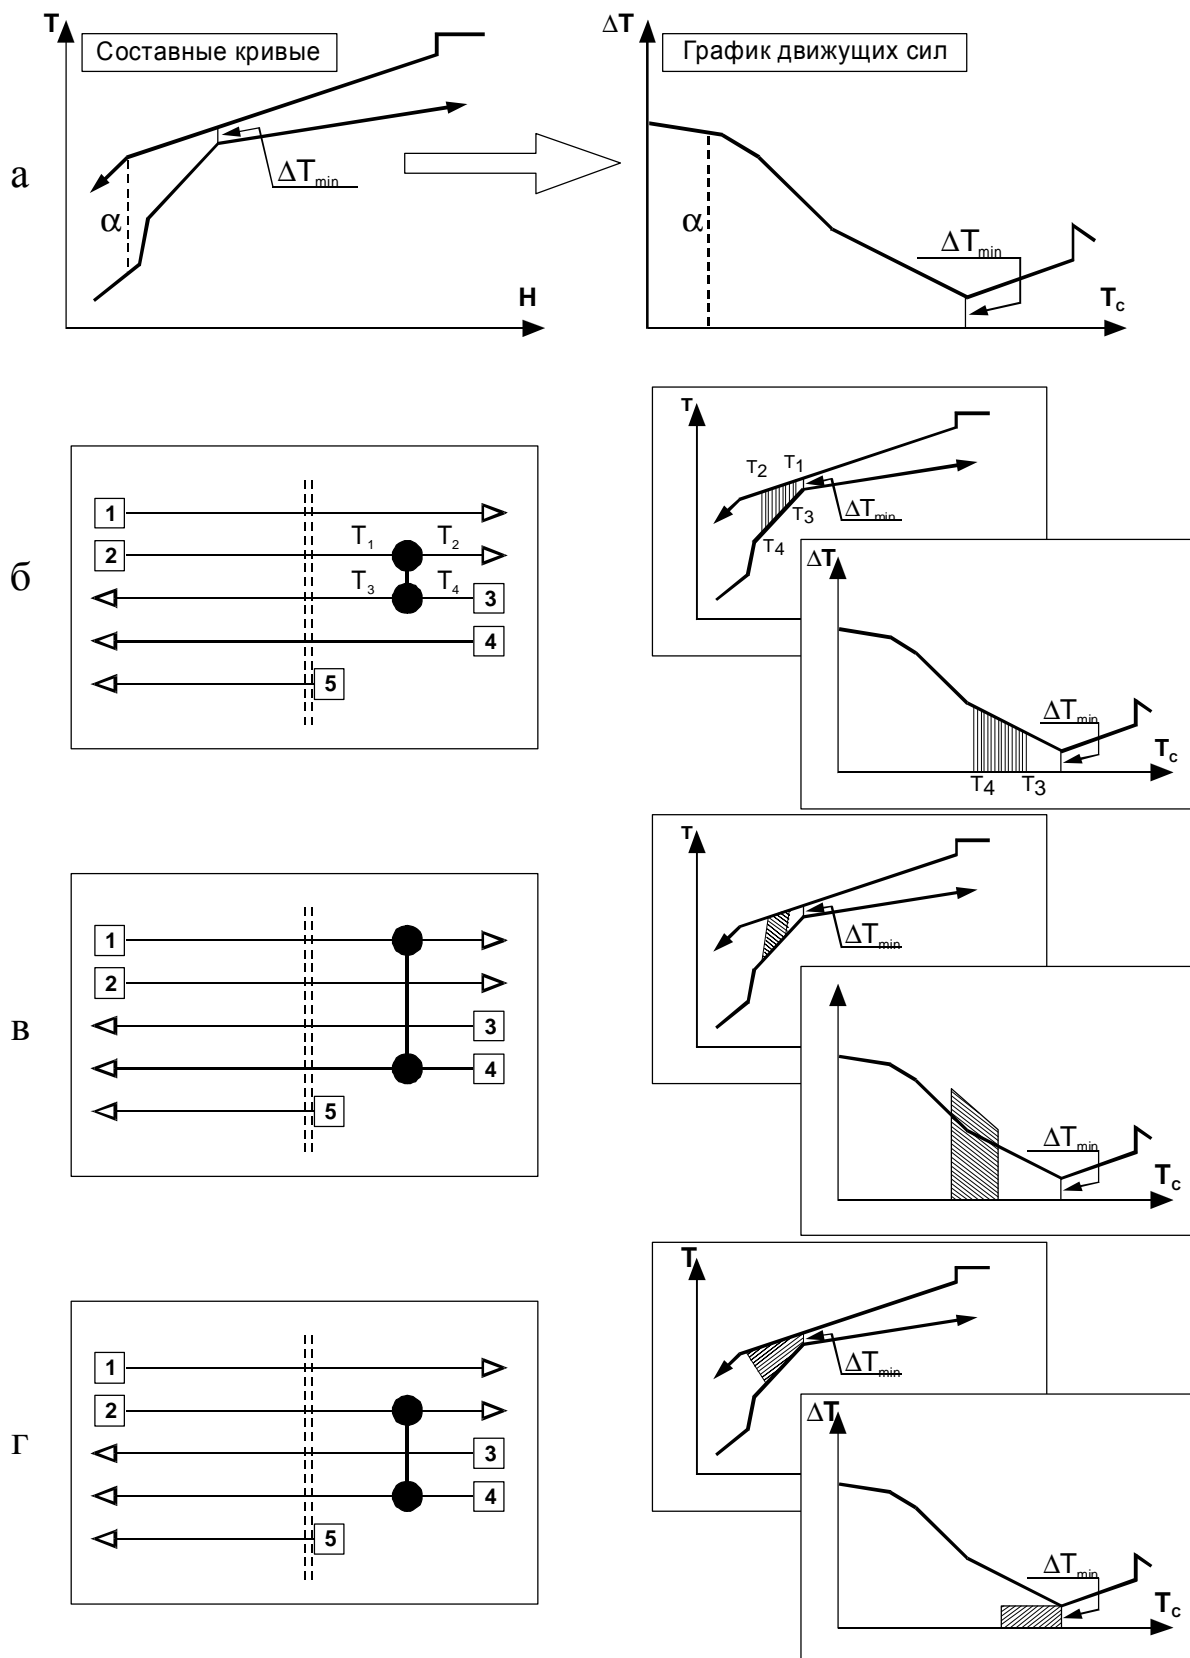 T
Составные кривые
ΔT
График движущих сил
а
ΔTmin
α
H
α
ΔTmin
Tc
б
1
2
T1
T2
T3
T4
3
4
5
T
T2
T1
T3
T4
ΔTmin
ΔT
ΔTmin
Tc
T4
T3
в
1
2
3
4
5
T
ΔTmin
ΔTmin
Tc
г
1
2
3
4
5
T
ΔTmin
ΔT
ΔTmin
Tc